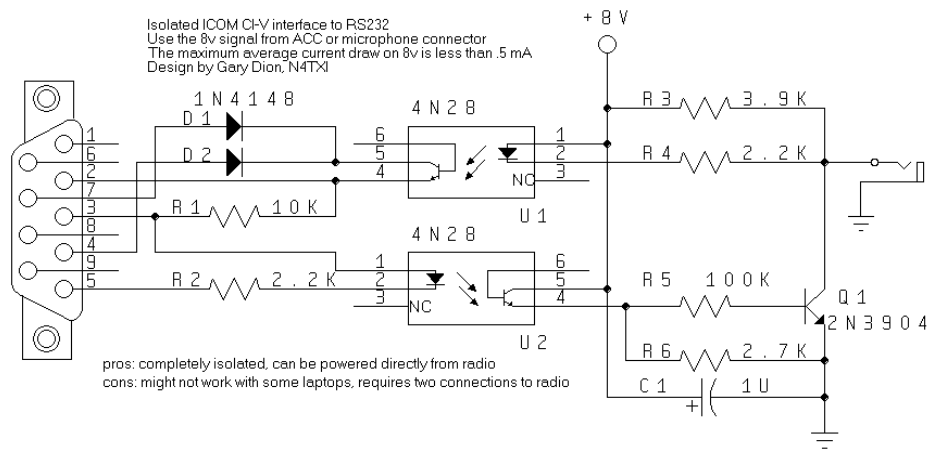 Isolated ICOM CI-V interface to RS232
Use the 8v signal from ACC or microphone connector
The maximum average current draw on 8v is less than .5 mA
Design by Gary Dion, N4TXI
+ 8 V
1N4148
D1
D2
4N28
R3 3.9K
R4 2.2K
1
6
2
7
3
8
4
9
5
6
5
4
1
2
3
NC
U1
R1 10K
4N28
R2 2.2K
1
2
3
NC
6
5
4
U2
R5 100K
Q1
2N3904
R6 2.7K
C1 1U
+
pros: completely isolated, can be powered directly from radio
cons: might not work with some laptops, requires two connections to radio